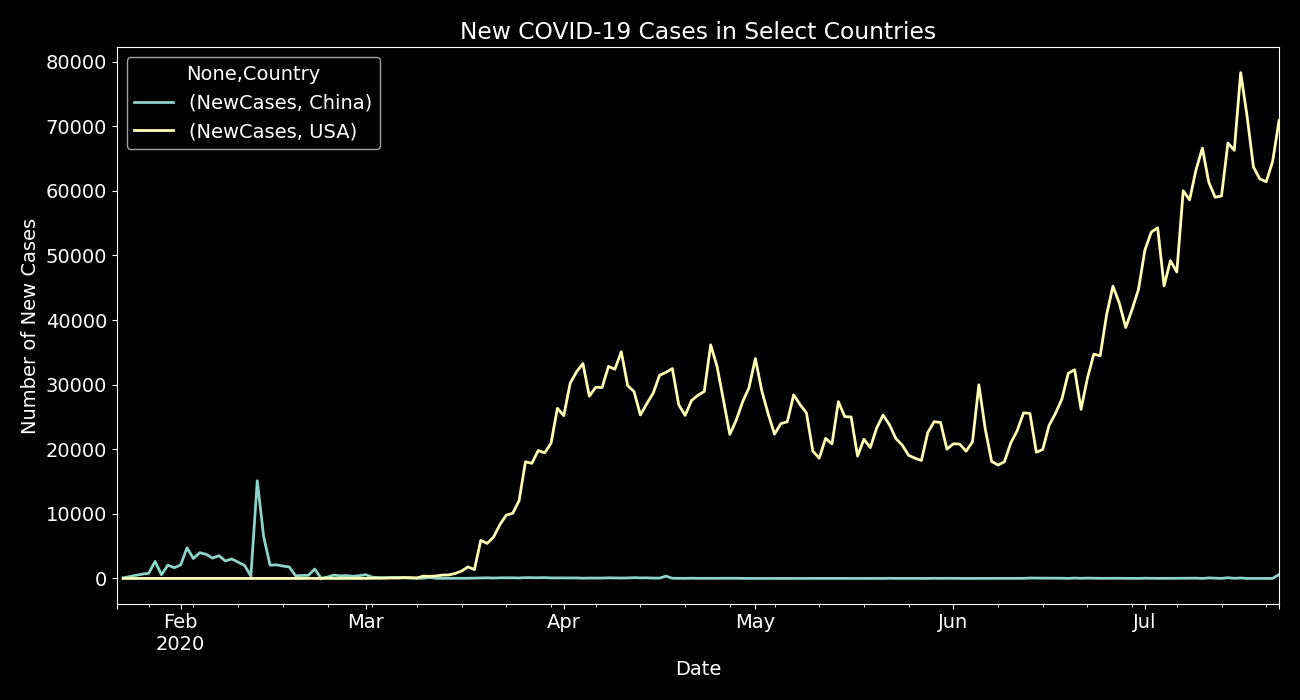 New COVID-19 Cases in Select Countries
None,Country
(NewCases, China)
(NewCases, USA)
Number of New Cases
80000
70000
60000
50000
40000
30000
20000
10000
0
Feb
2020
Mar
Apr
May
Jun
Jul
Date